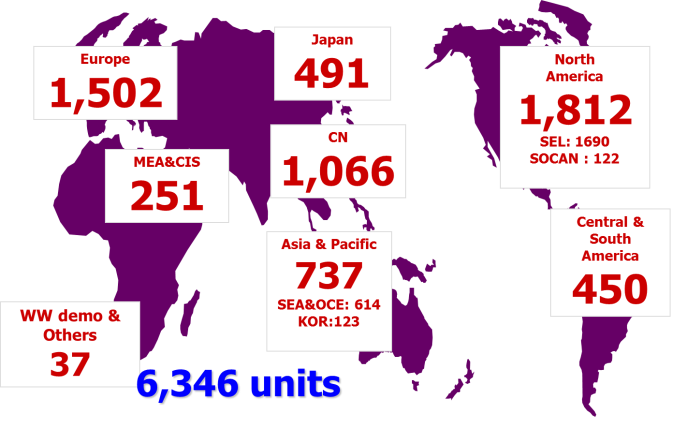 Europe
1,502
Japan
491
North
America
1,812
SEL: 1690
SOCAN : 122
CN
1,066
MEA&CIS
251
Asia & Pacific
737
SEA&OCE: 614
KOR:123
Central &
South
America
450
WW demo &
Others
37
6,346 units